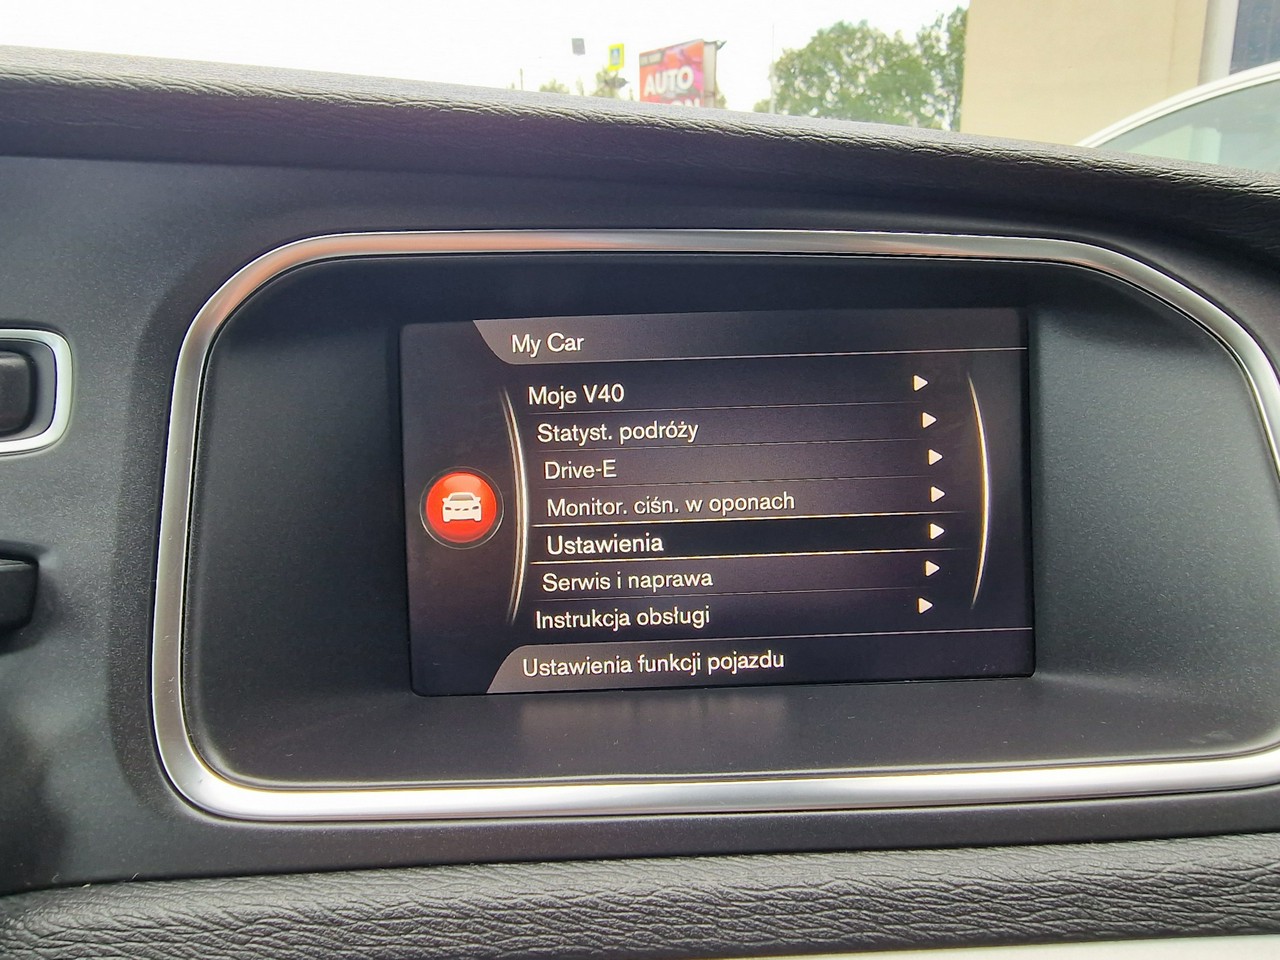 AUTO
My Car
Moje V40
Statyst. podróży
Drive-E
Monitor. ciśn. w oponach
Ustawienia
Serwis i naprawa
Instrukcja obsługi
Ustawienia funkcji pojazdu